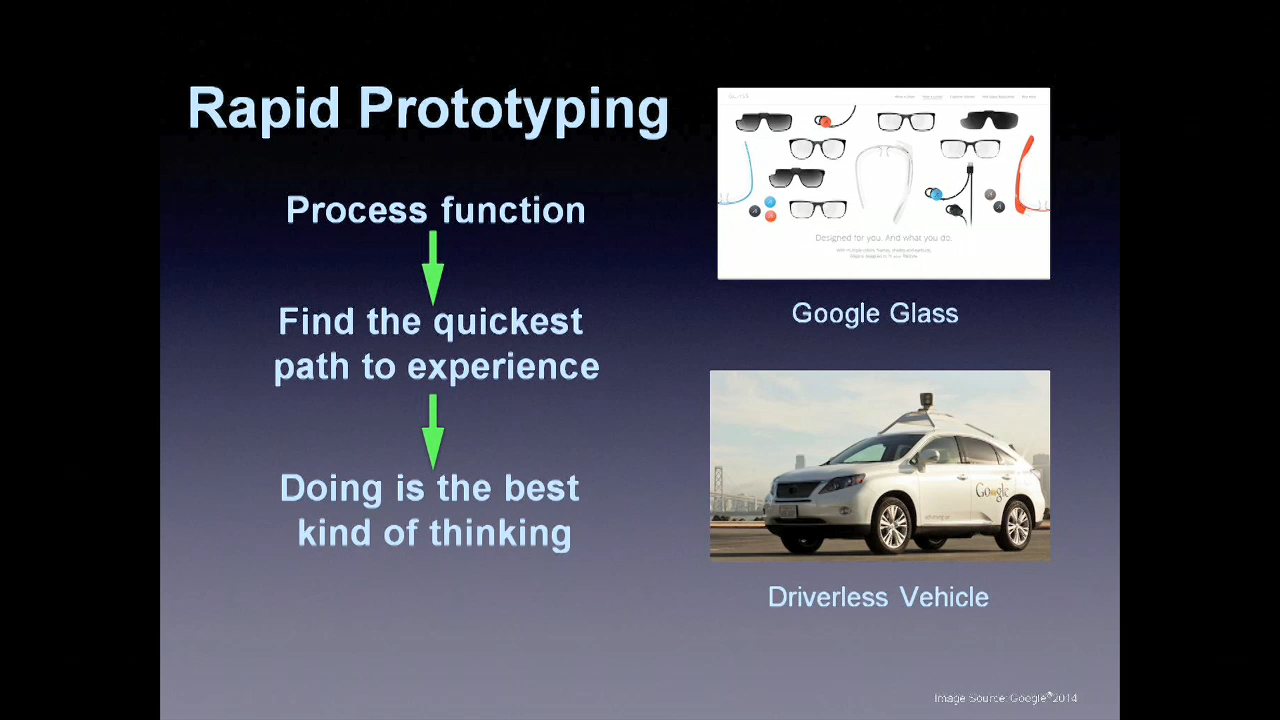 Rapid Prototyping
Process function
Find the quickest
path to experience
Doing is the best
kind of thinking
Designed for you. And what you do.
Google Glass
Google
Driverless Vehicle
Image Source: Google® 2014